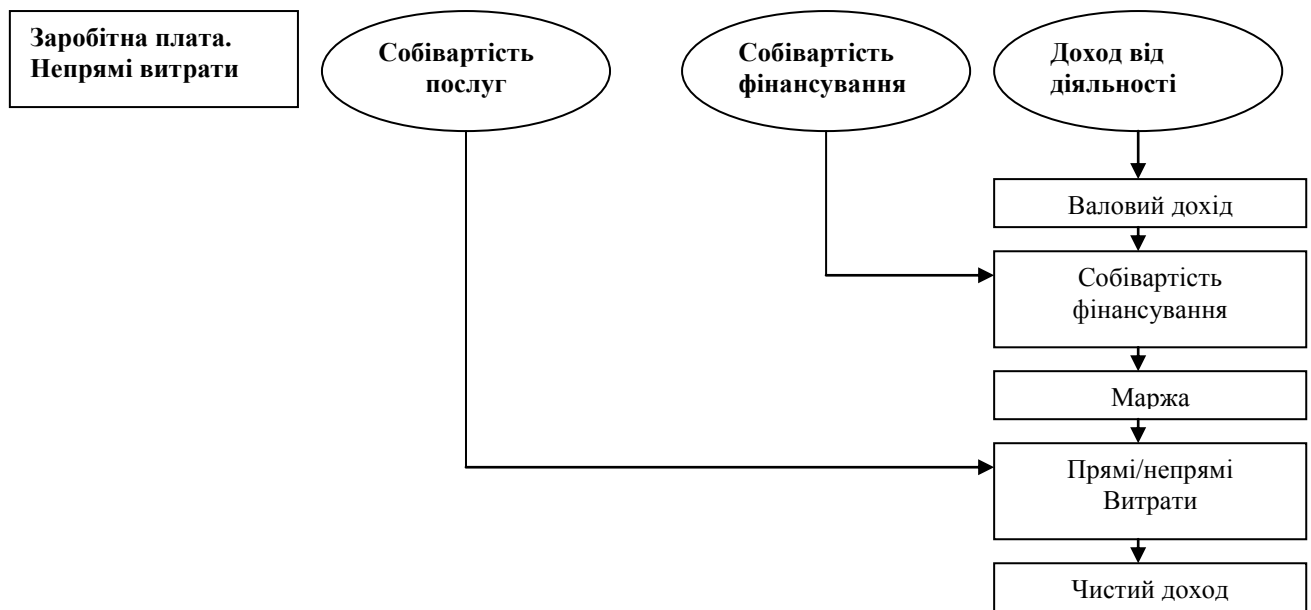 Заробітна плата.
Непрямі витрати
Собівартість
послуг
Собівартість
фінансування
Доход від
діяльності
Валовий дохід
Собівартість
фінансування
Маржа
Прямі/непрямі
Витрати
Чистий доход